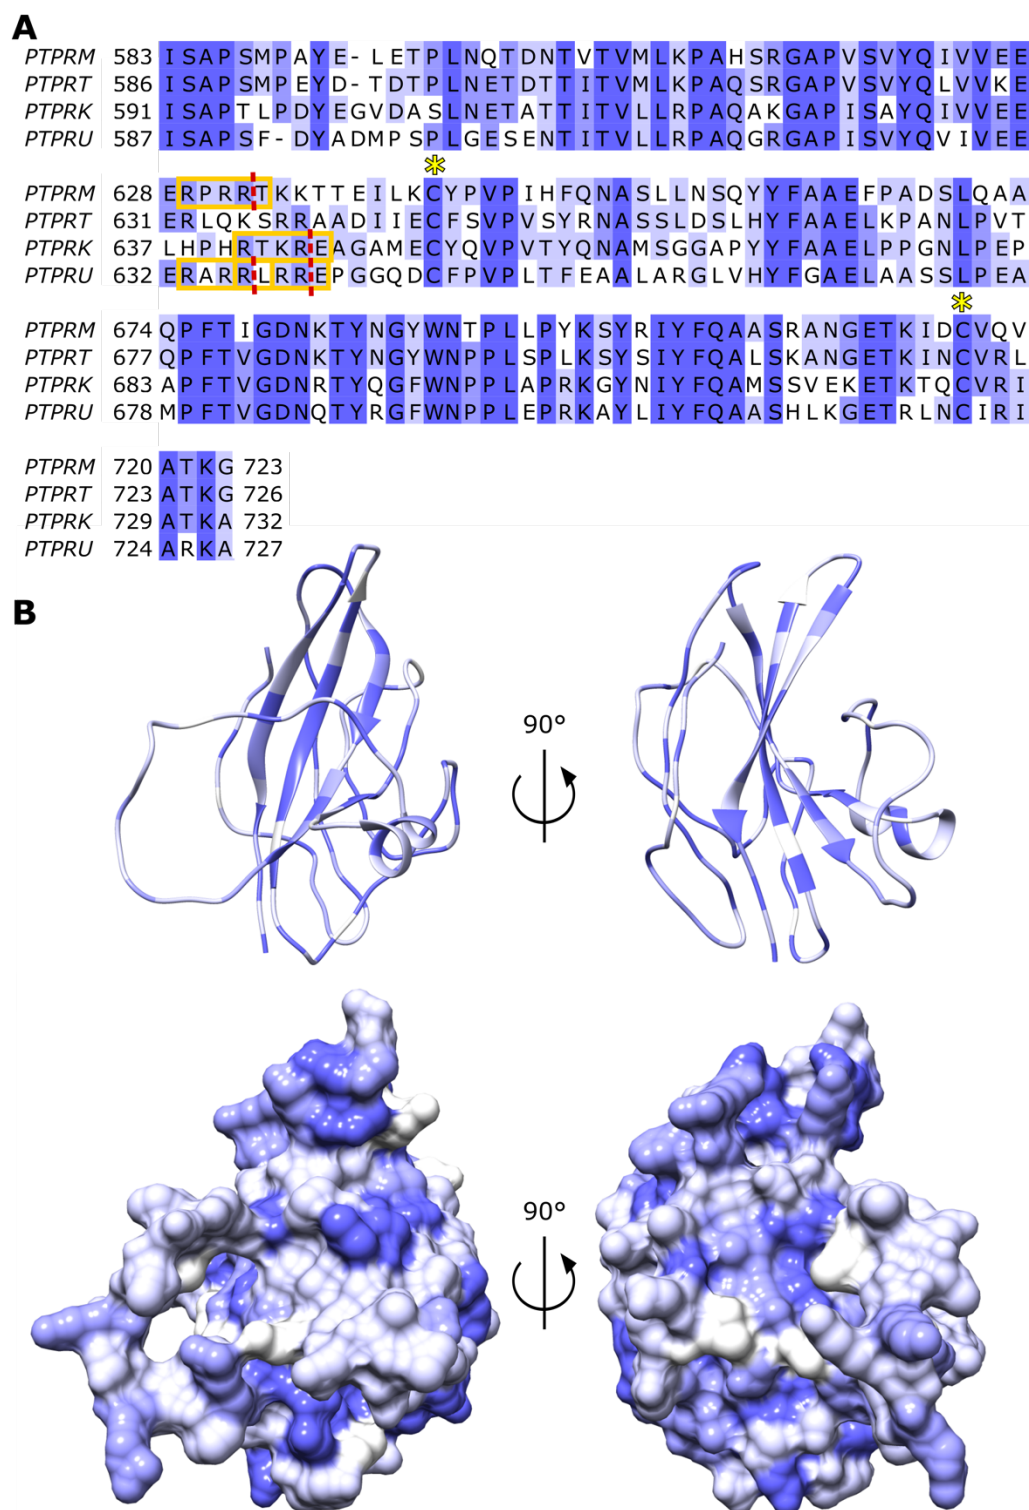 A
PTPRM 583 ISAPSMPAYE-LETPLNQTDNTVTVMLKPAHSRGAPVSVYQIVVEE
PTPRT 586 ISAPSMPEYD-TDTPLNETDTTITVMLKPAQSRGAPVSVYQLVVKE
PTPRK 591 ISAPTLPDYEGVDASLNETATTITVLLRPAQAKGAPISAYQIVVEE
PTPRU 587 ISAPSF-DYADMPSPLGESENTITVLLRPAQGRGAPISVYQVIVEE
*
PTPRM 628 ERPRRTKKTTEILKCYPVPIHFQNASLLNSQYYFAAEFPADSLQAA
PTPRT 631 ERLQKSRRAADIIECFSVPVSYRNASSLDSLHYFAAELKPANLPVT
PTPRK 637 LHPHRTKREAGAMECYQVPVTYQNAMSGGAPYYFAAELPPGNLPEP
PTPRU 632 ERARRLRREPGGQDCFPVPLTFEAALARGLVHYFGAELAASSLPEA
*
PTPRM 674 QPFTIGDNKTYNGYWNTPLLPYKSYRIYFQAASRANGETKIDCVQV
PTPRT 677 QPFTVGDNKTYNGYWNPPLSPLKSYSIYFQALSKANGETKINCVRL
PTPRK 683 APFTVGDNRTYQGFWNPPLAPRKGYNIYFQAMSSVEKETKTQCVRI
PTPRU 678 MPFTVGDNQTYRGFWNPPLEPRKAYLIYFQAASHLKGETRLNCIRI
PTPRM 720 ATKG 723
PTPRT 723 ATKG 726
PTPRK 729 ATKA 732
PTPRU 724 ARKA 727
B
90°
90°